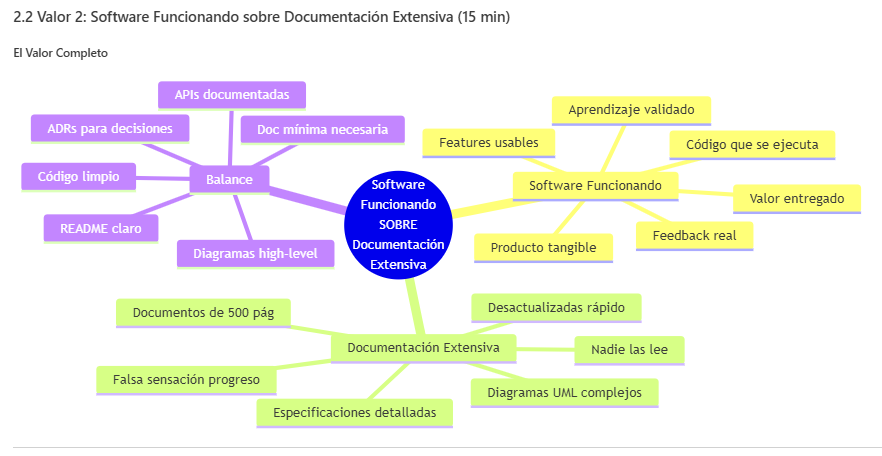 2.2 Valor 2: Software Funcionando sobre Documentación Extensiva (15 min)
El Valor Completo
Software
Funcionando
SOBRE
Documentación
Extensiva
Balance
APIs documentadas
ADRs para decisiones
Doc mínima necesaria
Código limpio
README claro
Diagramas high-level
Software Funcionando
Aprendizaje validado
Features usables
Código que se ejecuta
Valor entregado
Feedback real
Producto tangible
Documentación Extensiva
Documentos de 500 pág
Desactualizadas rápido
Nadie las lee
Falsa sensación progreso
Diagramas UML complejos
Especificaciones detalladas